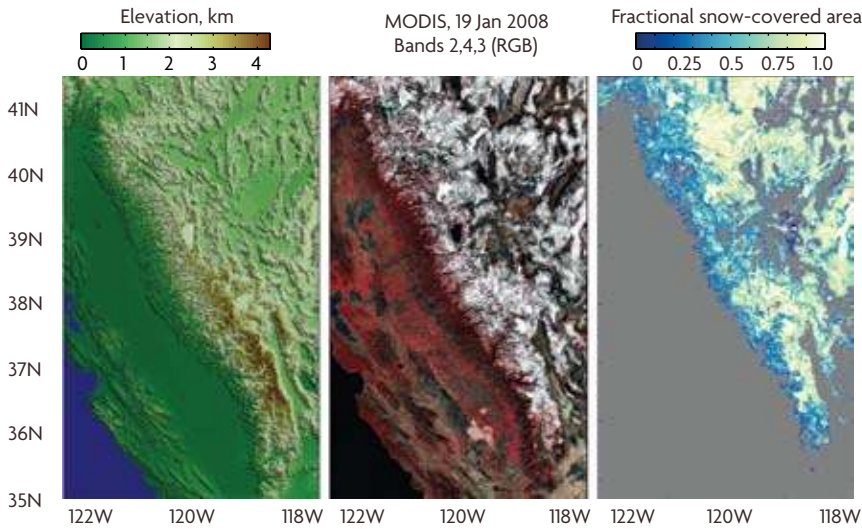 Elevation, km
0 1 2 3 4
MODIS, 19 Jan 2008
Bands 2,4,3 (RGB)
Fractional snow-covered area
0 0.25 0.5 0.75 1.0
41N
40N
39N
38N
37N
36N
35N
122W 120W 118W
122W 120W 118W
122W 120W 118W